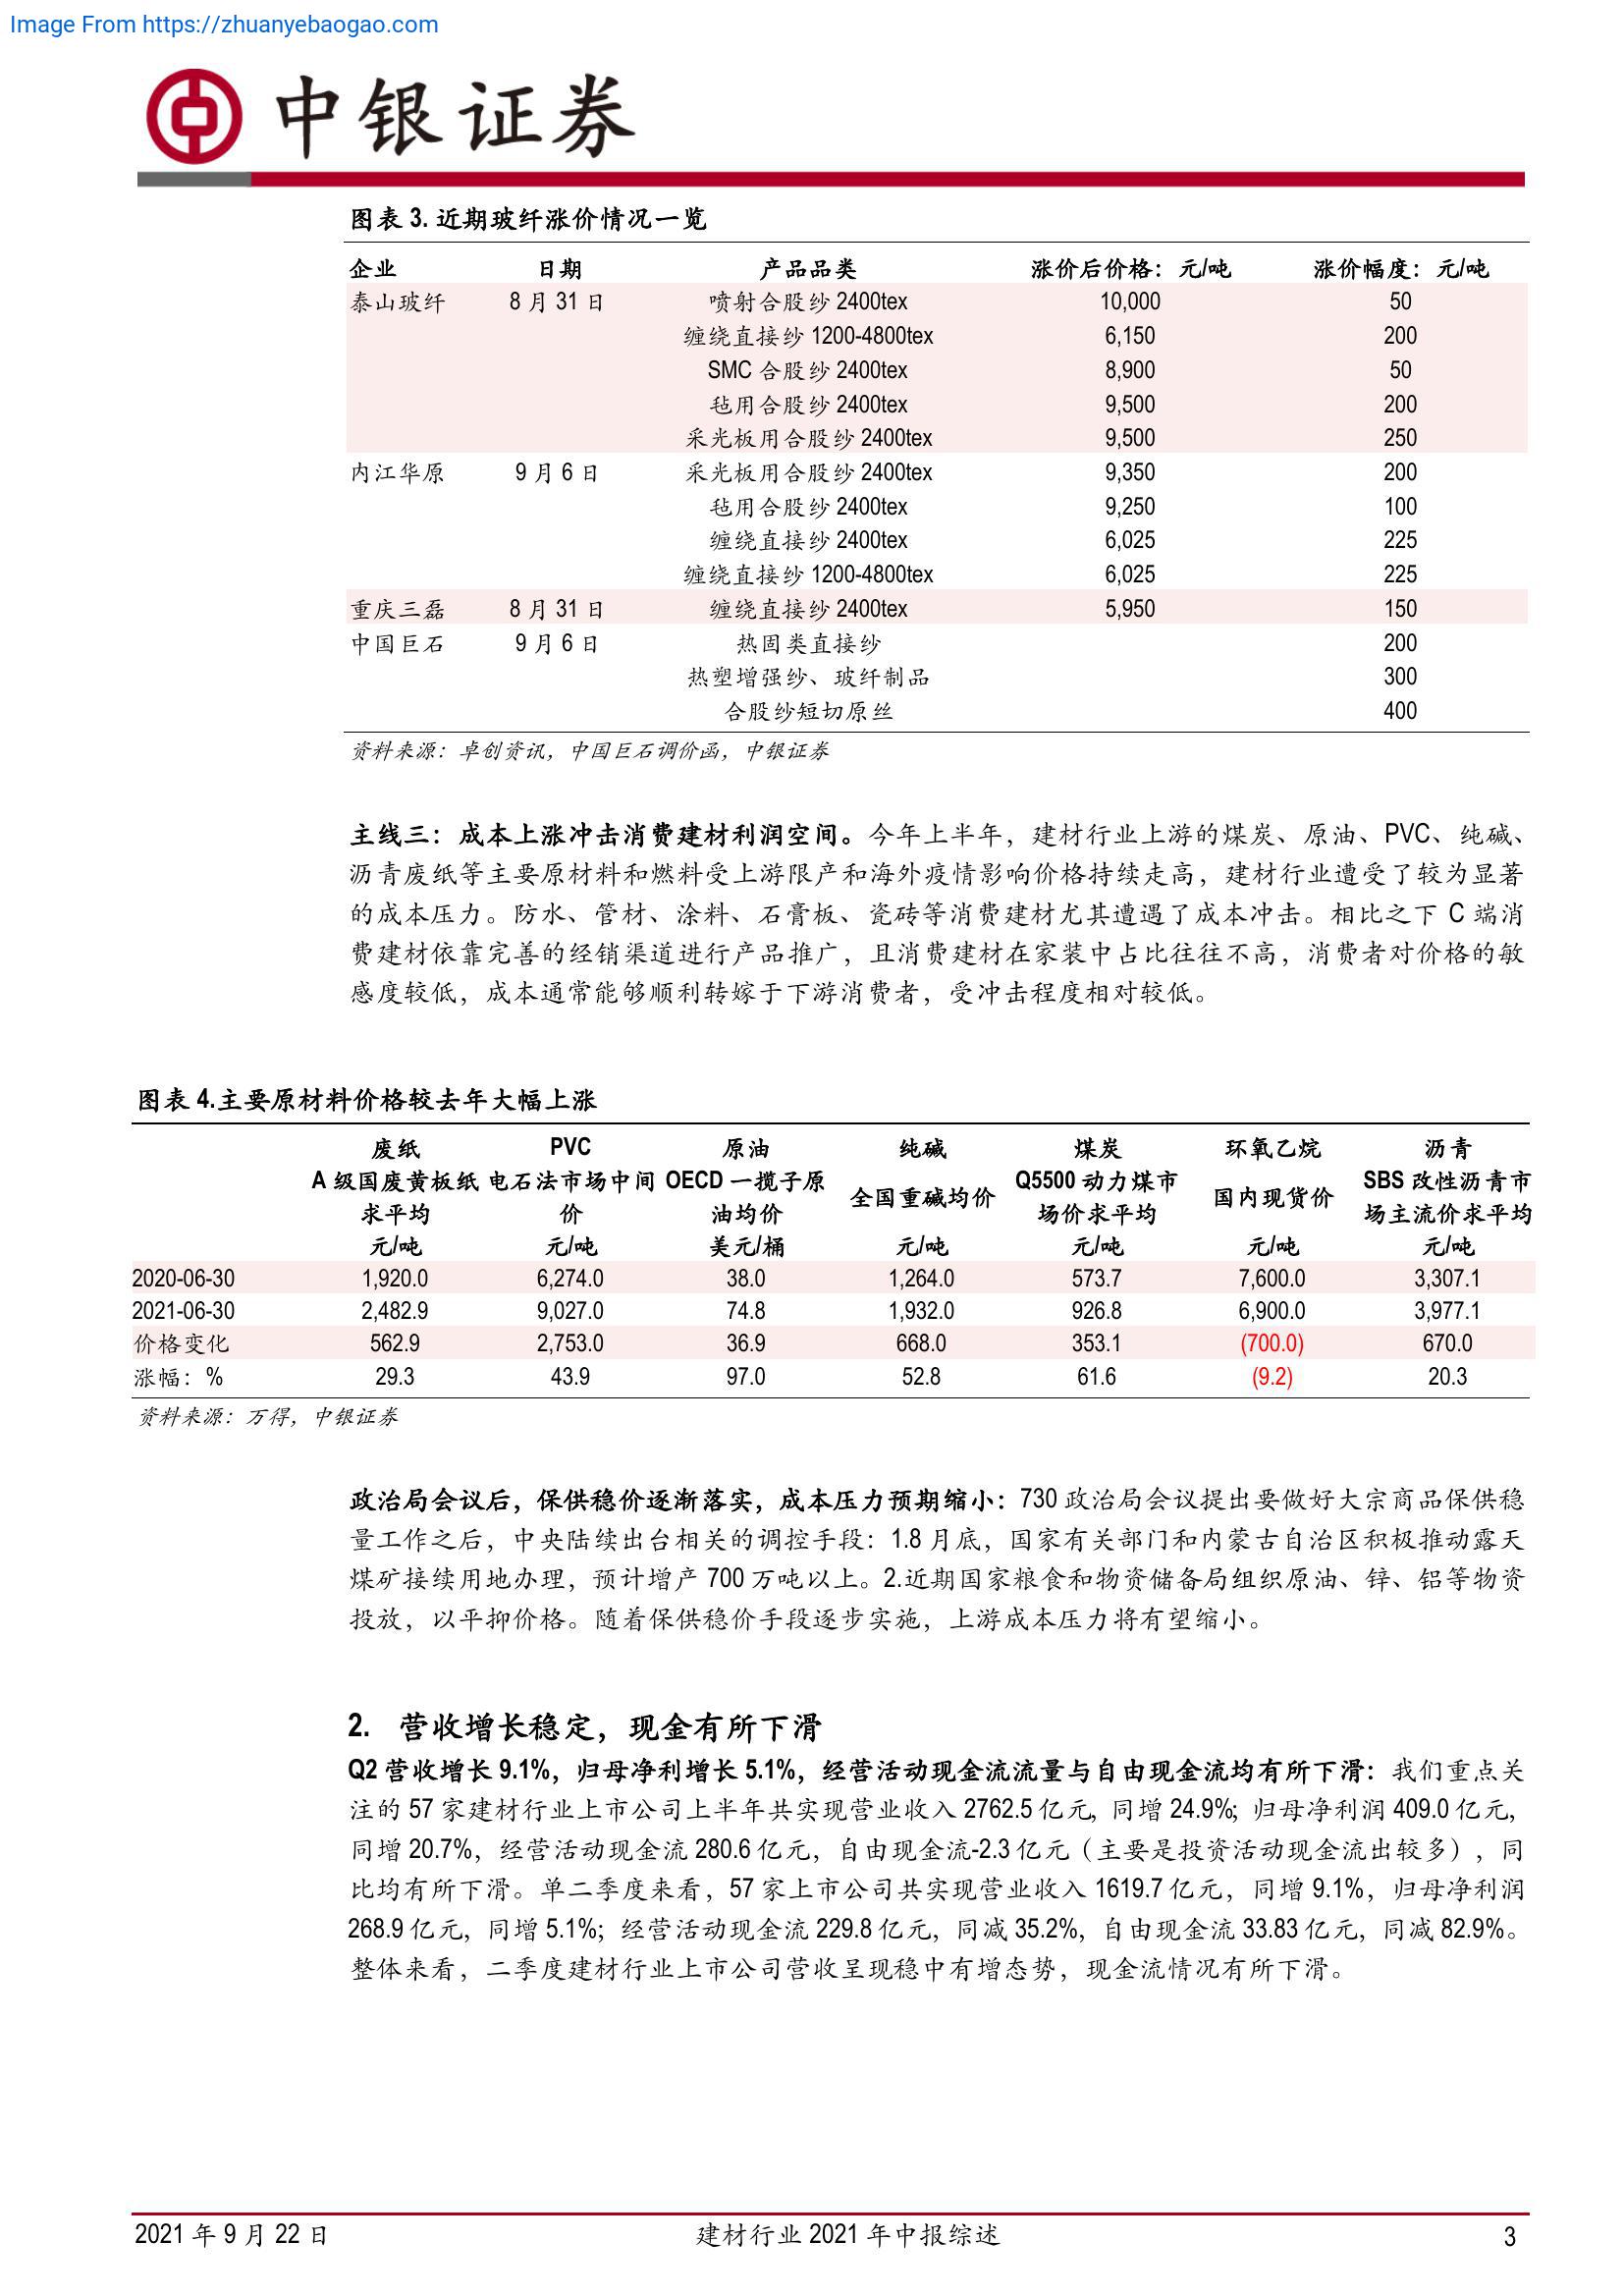 Image From https://zhuanyebaogao.com
中银证券
图表 3. 近期玻纤涨价情况一览
企业 日期 产品品类 涨价后价格：元/吨 涨价幅度：元/吨
泰山玻纤 8 月 31 日 喷射合股纱 2400tex 10,000 50
缠绕直接纱 1200-4800tex 6,150 200
SMC 合股纱 2400tex 8,900 50
毡用合股纱 2400tex 9,500 200
采光板用合股纱 2400tex 9,500 250
内江华原 9 月 6 日 采光板用合股纱 2400tex 9,350 200
毡用合股纱 2400tex 9,250 100
缠绕直接纱 2400tex 6,025 225
缠绕直接纱 1200-4800tex 6,025 225
重庆三磊 8 月 31 日 缠绕直接纱 2400tex 5,950 150
中国巨石 9 月 6 日 热固类直接纱 200
热塑增强纱、玻纤制品 300
合股纱短切原丝 400
资料来源：卓创资讯，中国巨石调价函，中银证券
主线三：成本上涨冲击消费建材利润空间。今年上半年，建材行业上游的煤炭、原油、PVC、纯碱、
沥青废纸等主要原材料和燃料受上游限产和海外疫情影响价格持续走高，建材行业遭受了较为显著
的成本压力。防水、管材、涂料、石膏板、瓷砖等消费建材尤其遭遇了成本冲击。相比之下 C 端消
费建材依靠完善的经销渠道进行产品推广，且消费建材在家装中占比往往不高，消费者对价格的敏
感度较低，成本通常能够顺利转嫁于下游消费者，受冲击程度相对较低。
图表 4.主要原材料价格较去年大幅上涨
废纸 PVC 原油 纯碱 煤炭 环氧乙烷 沥青
A 级国废黄板纸 电石法市场中间 OECD 一揽子原 全国重碱均价 Q5500 动力煤市 国内现货价 SBS 改性沥青市
求平均 价 油均价 场价求平均 场主流价求平均
元/吨 元/吨 美元/桶 元/吨 元/吨 元/吨 元/吨
2020-06-30 1,920.0 6,274.0 38.0 1,264.0 573.7 7,600.0 3,307.1
2021-06-30 2,482.9 9,027.0 74.8 1,932.0 926.8 6,900.0 3,977.1
价格变化 562.9 2,753.0 36.9 668.0 353.1 (700.0) 670.0
涨幅：% 29.3 43.9 97.0 52.8 61.6 (9.2) 20.3
资料来源：万得，中银证券
政治局会议后，保供稳价逐渐落实，成本压力预期缩小：730 政治局会议提出要做好大宗商品保供稳
量工作之后，中央陆续出台相关的调控手段：1.8 月底，国家有关部门和内蒙古自治区积极推动露天
煤矿接续用地办理，预计增产 700 万吨以上。2.近期国家粮食和物资储备局组织原油、锌、铝等物资
投放，以平抑价格。随着保供稳价手段逐步实施，上游成本压力将有望缩小。
2. 营收增长稳定，现金有所下滑
Q2 营收增长 9.1%，归母净利增长 5.1%，经营活动现金流流量与自由现金流均有所下滑：我们重点关
注的 57 家建材行业上市公司上半年共实现营业收入 2762.5 亿元，同增 24.9%；归母净利润 409.0 亿元，
同增 20.7%，经营活动现金流 280.6 亿元，自由现金流-2.3 亿元（主要是投资活动现金流出较多），同
比均有所下滑。单二季度来看，57 家上市公司共实现营业收入 1619.7 亿元，同增 9.1%，归母净利润
268.9 亿元，同增 5.1%；经营活动现金流 229.8 亿元，同减 35.2%，自由现金流 33.83 亿元，同减 82.9%。
整体来看，二季度建材行业上市公司营收呈现稳中有增态势，现金流情况有所下滑。
2021 年 9 月 22 日 建材行业 2021 年中报综述 3